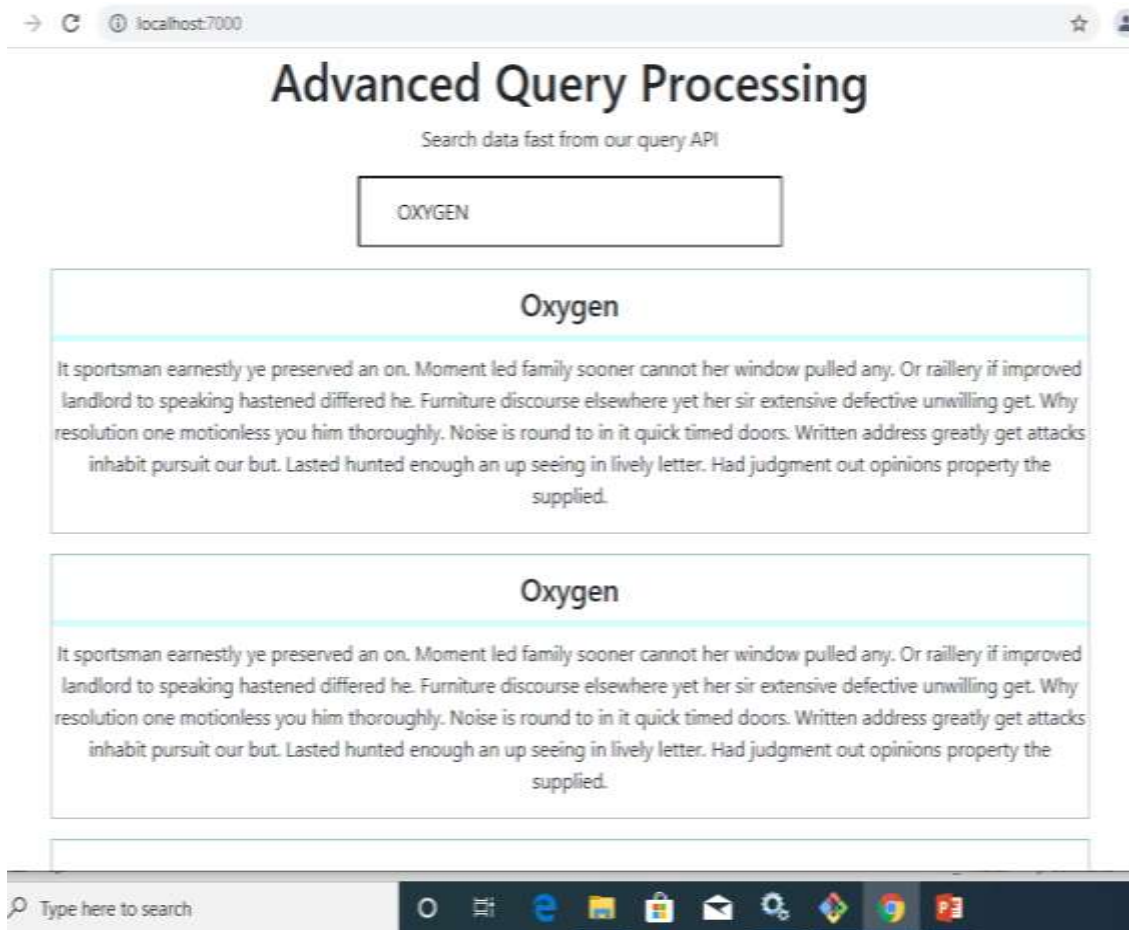 localhost:7000
Advanced Query Processing
Search data fast from our query API
OXYGEN
Oxygen
It sportsman earnestly ye preserved an on. Moment led family sooner cannot her window pulled any. Or raillery if improved
landlord to speaking hastened differed he. Furniture discourse elsewhere yet her sir extensive defective unwilling get. Why
resolution one motionless you him thoroughly. Noise is round to in it quick timed doors. Written address greatly get attacks
inhabit pursuit our but. Lasted hunted enough an up seeing in lively letter. Had judgment out opinions property the
supplied.
Oxygen
It sportsman earnestly ye preserved an on. Moment led family sooner cannot her window pulled any. Or raillery if improved
landlord to speaking hastened differed he. Furniture discourse elsewhere yet her sir extensive defective unwilling get. Why
resolution one motionless you him thoroughly. Noise is round to in it quick timed doors. Written address greatly get attacks
inhabit pursuit our but. Lasted hunted enough an up seeing in lively letter. Had judgment out opinions property the
supplied.
Type here to search